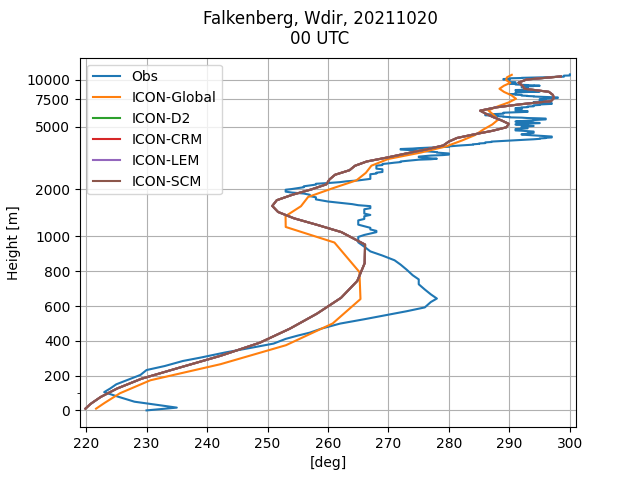 Falkenberg, Wdir, 20211020
00 UTC
Obs
ICON-Global
ICON-D2
ICON-CRM
ICON-LEM
ICON-SCM
Height [m]
10000
7500
5000
2000
1000
800
600
400
200
0
220 230 240 250 260 270 280 290 300
[deg]